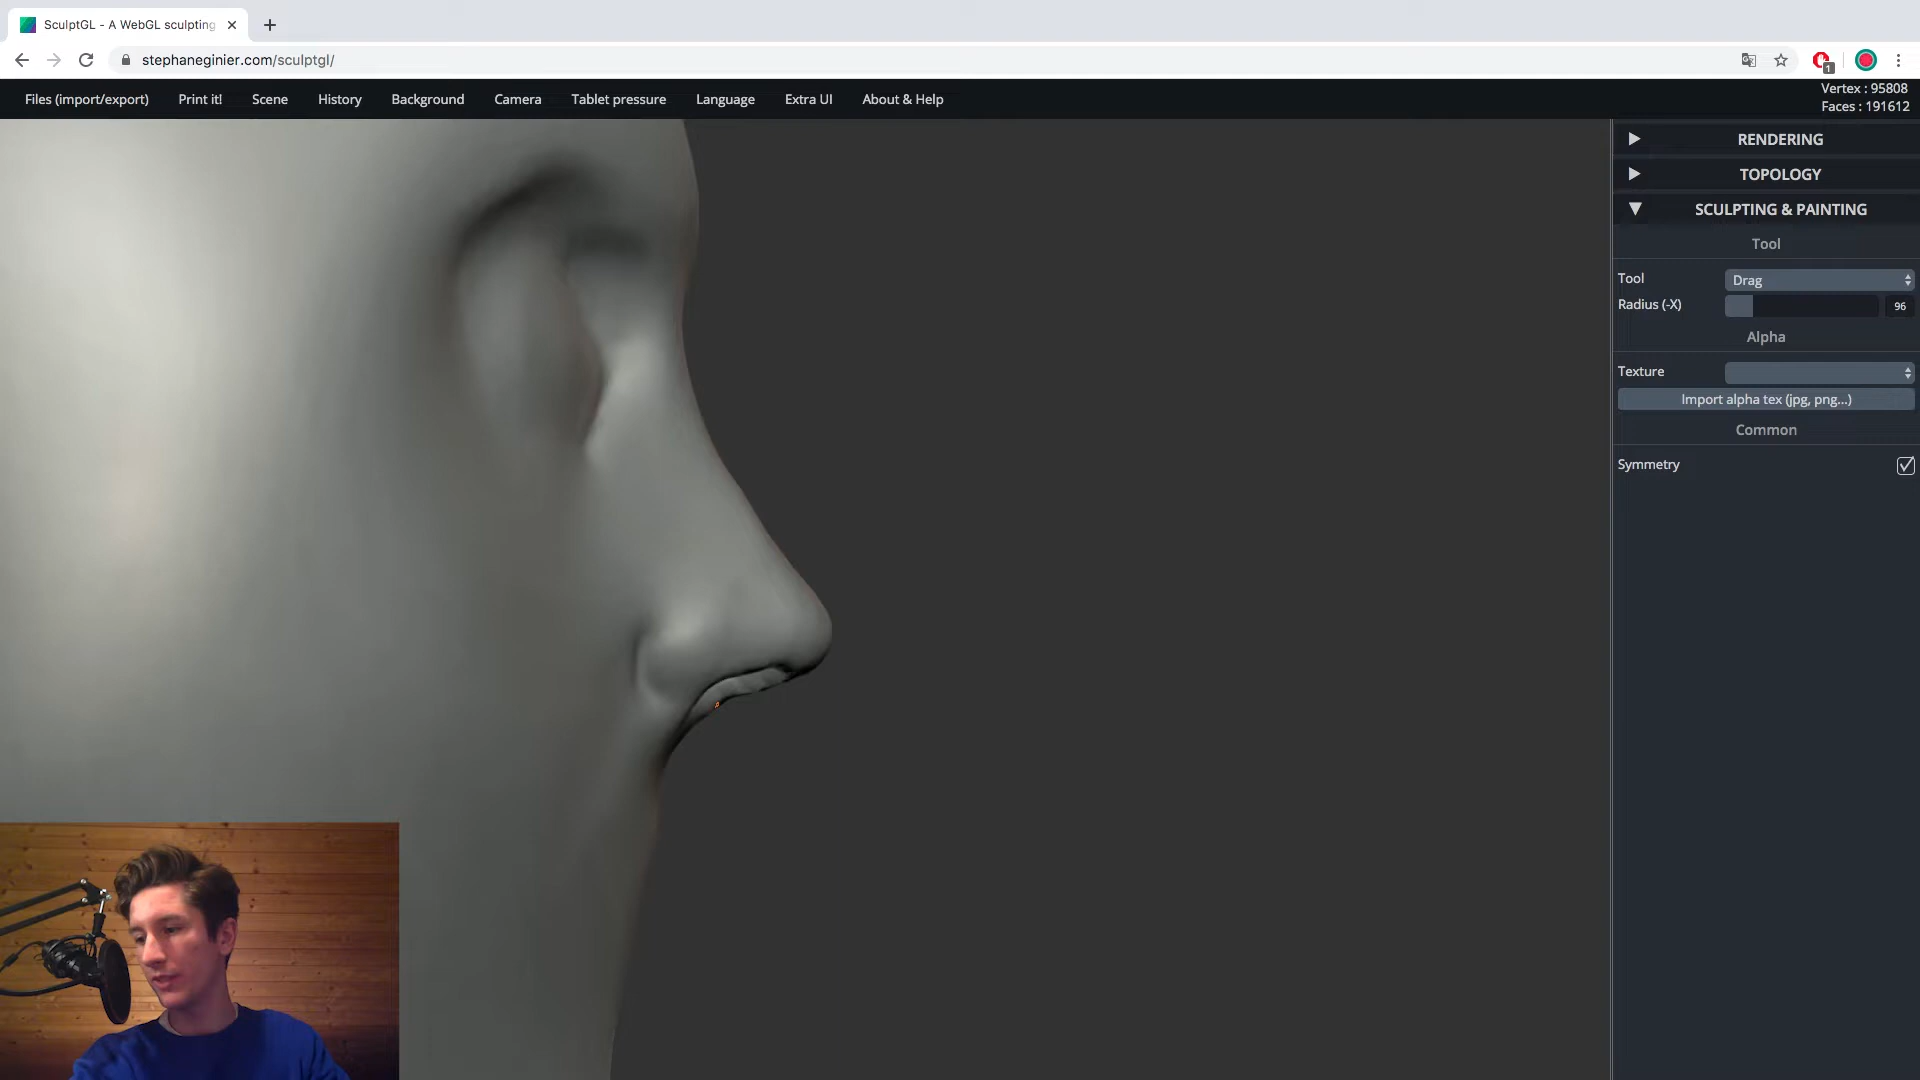 SculptGL - A WebGL sculpting
stephaneginier.com/sculptgl/
1
Files (import/export) Print it! Scene History Background Camera Tablet pressure Language Extra UI About & Help
Vertex : 95808
Faces : 191612
RENDERING
TOPOLOGY
SCULPTING & PAINTING
Tool
Tool Drag
Radius (-X) 96
Alpha
Texture
Import alpha tex (jpg, png...)
Common
Symmetry